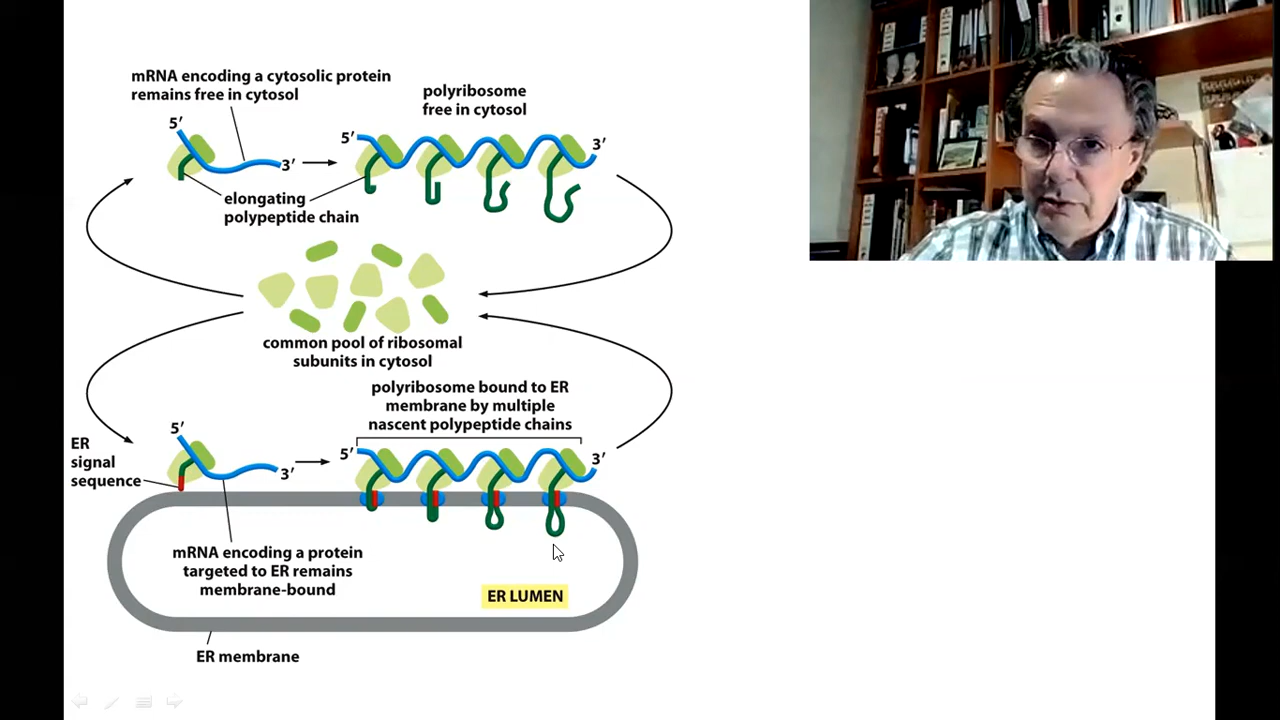 mRNA encoding a cytosolic protein
remains free in cytosol
polyribosome
free in cytosol
5′
3′
5′
3′
elongating
polypeptide chain
common pool of ribosomal
subunits in cytosol
polyribosome bound to ER
membrane by multiple
nascent polypeptide chains
ER
signal
sequence
5′
3′
5′
3′
mRNA encoding a protein
targeted to ER remains
membrane-bound
ER LUMEN
ER membrane